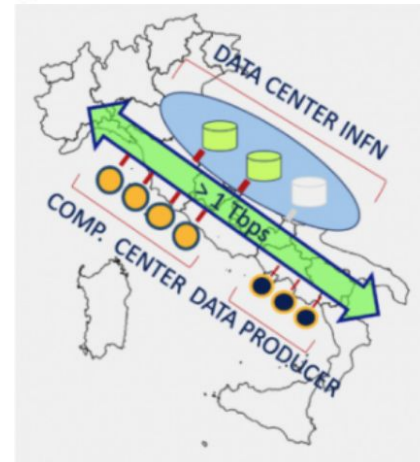 DATA CENTER INFN
> 1 Tbps
COMP. CENTER DATA PRODUCER